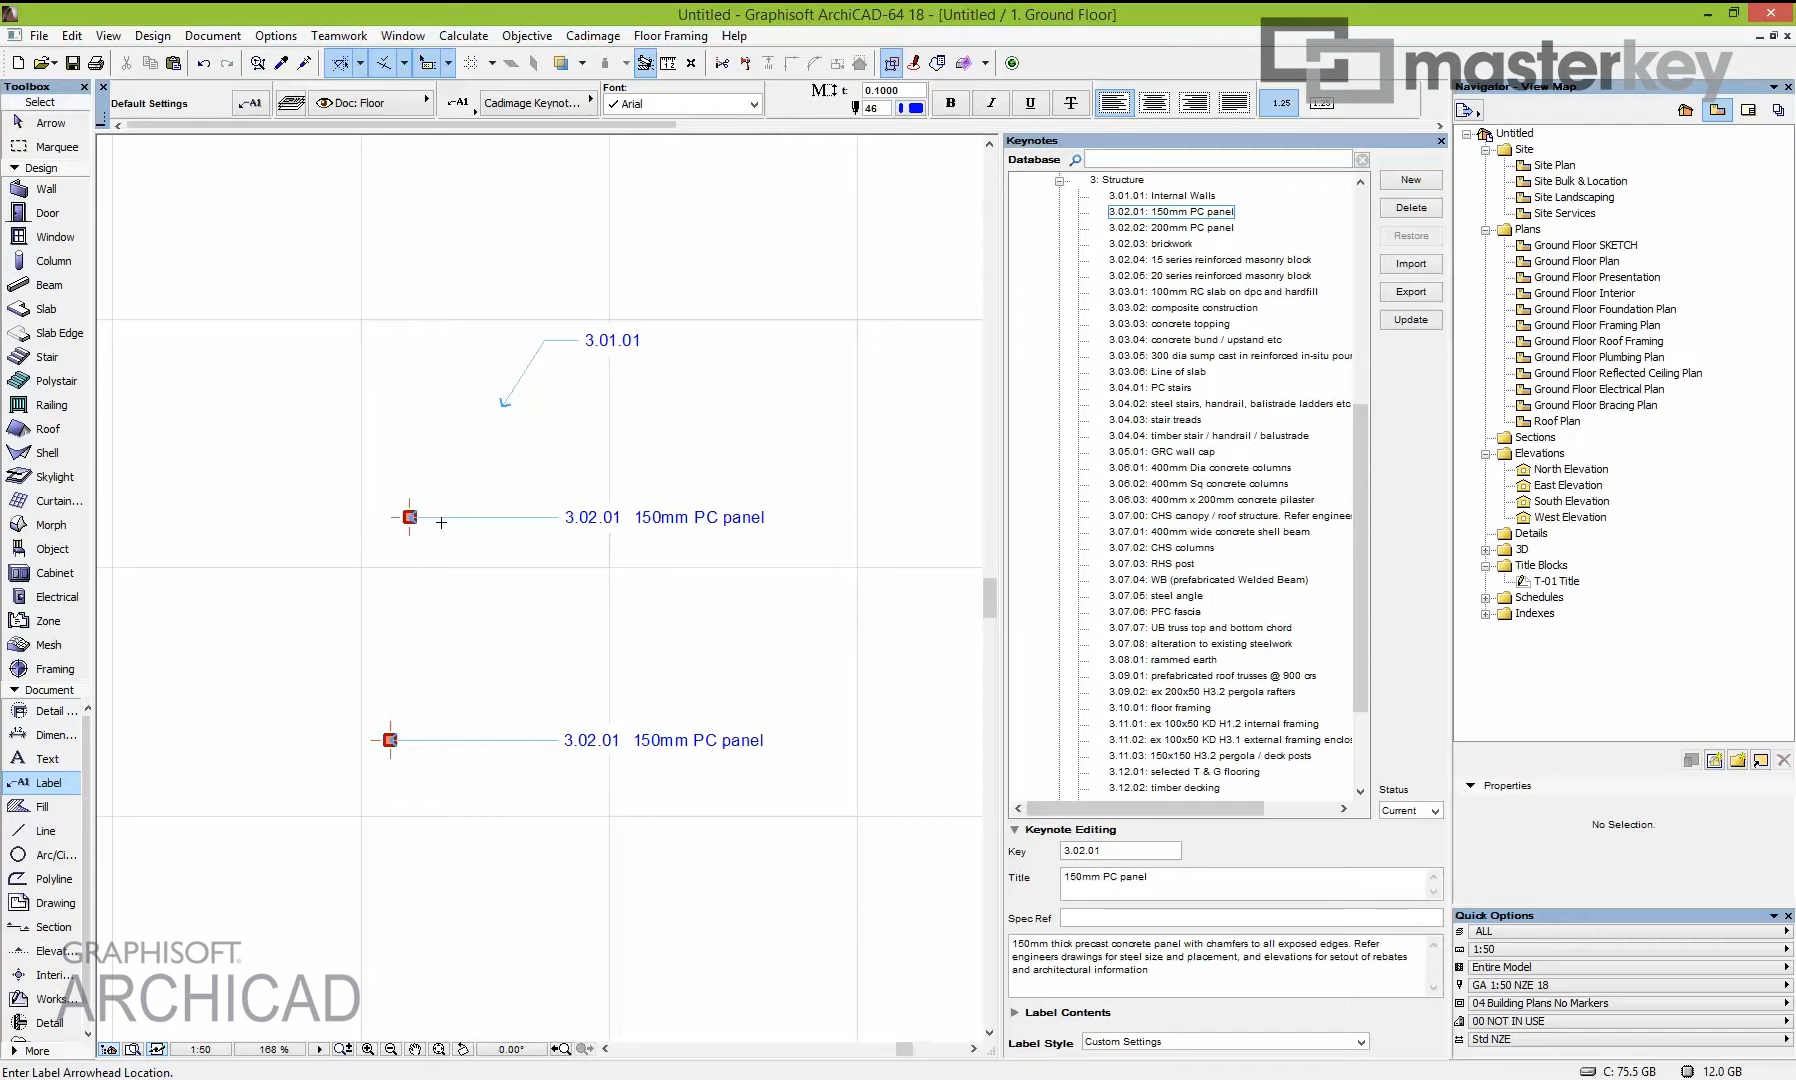 Untitled - Graphisoft ArchiCAD-64 18 - [Untitled / 1. Ground Floor]
File Edit View Design Document Options Teamwork Window Calculate Objective Cadimage Floor Framing Help
masterkey
Toolbox
Select
Arrow
Marquee
Design
Wall
Door
Window
Column
Beam
Slab
Slab Edge
Stair
Polystair
Railing
Roof
Shell
Skylight
Curtain...
Morph
Object
Cabinet
Electrical
Zone
Mesh
Framing
Document
Detail ...
Dimen...
A Text
A1 Label
Fill
Line
Arc/Ci...
Polyline
Drawing
Section
Elevat...
Interi...
Works...
Detail
More
Default Settings
A1
Doc: Floor
A1
Cadimage Keynot...
Font:
Arial
M t: 0.1000
46
B I U T
1.25
1.25
3.01.01
3.02.01 150mm PC panel
3.02.01 150mm PC panel
GRAPHISOFT.
ARCHICAD
1:50
168 %
0.00°
Enter Label Arrowhead Location.
Keynotes
Database
3: Structure
3.01.01: Internal Walls
3.02.01: 150mm PC panel
3.02.02: 200mm PC panel
3.02.03: brickwork
3.02.04: 15 series reinforced masonry block
3.02.05: 20 series reinforced masonry block
3.03.01: 100mm RC slab on dpc and hardfill
3.03.02: composite construction
3.03.03: concrete topping
3.03.04: concrete bund / upstand etc
3.03.05: 300 dia sump cast in reinforced in-situ pour
3.03.06: Line of slab
3.04.01: PC stairs
3.04.02: steel stairs, handrail, balistrade ladders etc
3.04.03: stair treads
3.04.04: timber stair / handrail / balustrade
3.05.01: GRC wall cap
3.06.01: 400mm Dia concrete columns
3.06.02: 400mm Sq concrete columns
3.06.03: 400mm x 200mm concrete pilaster
3.07.00: CHS canopy / roof structure. Refer enginee
3.07.01: 400mm wide concrete shell beam
3.07.02: CHS columns
3.07.03: RHS post
3.07.04: WB (prefabricated Welded Beam)
3.07.05: steel angle
3.07.06: PFC fascia
3.07.07: UB truss top and bottom chord
3.07.08: alteration to existing steelwork
3.08.01: rammed earth
3.09.01: prefabricated roof trusses @ 900 crs
3.09.02: ex 200x50 H3.2 pergola rafters
3.10.01: floor framing
3.11.01: ex 100x50 KD H1.2 internal framing
3.11.02: ex 100x50 KD H3.1 external framing enclos
3.11.03: 150x150 H3.2 pergola / deck posts
3.12.01: selected T & G flooring
3.12.02: timber decking
New
Delete
Restore
Import
Export
Update
Status
Current
Keynote Editing
Key 3.02.01
Title 150mm PC panel
Spec Ref
150mm thick precast concrete panel with chamfers to all exposed edges. Refer
engineers drawings for steel size and placement, and elevations for setout of rebates
and architectural information
Label Contents
Label Style Custom Settings
Navigator - View Map
Untitled
Site
Site Plan
Site Bulk & Location
Site Landscaping
Site Services
Plans
Ground Floor SKETCH
Ground Floor Plan
Ground Floor Presentation
Ground Floor Interior
Ground Floor Foundation Plan
Ground Floor Framing Plan
Ground Floor Roof Framing
Ground Floor Plumbing Plan
Ground Floor Reflected Ceiling Plan
Ground Floor Electrical Plan
Ground Floor Bracing Plan
Roof Plan
Sections
Elevations
North Elevation
East Elevation
South Elevation
West Elevation
Details
3D
Title Blocks
T-01 Title
Schedules
Indexes
Properties
No Selection.
Quick Options
ALL
1:50
Entire Model
GA 1:50 NZE 18
04 Building Plans No Markers
00 NOT IN USE
Std NZE
C: 75.5 GB
12.0 GB